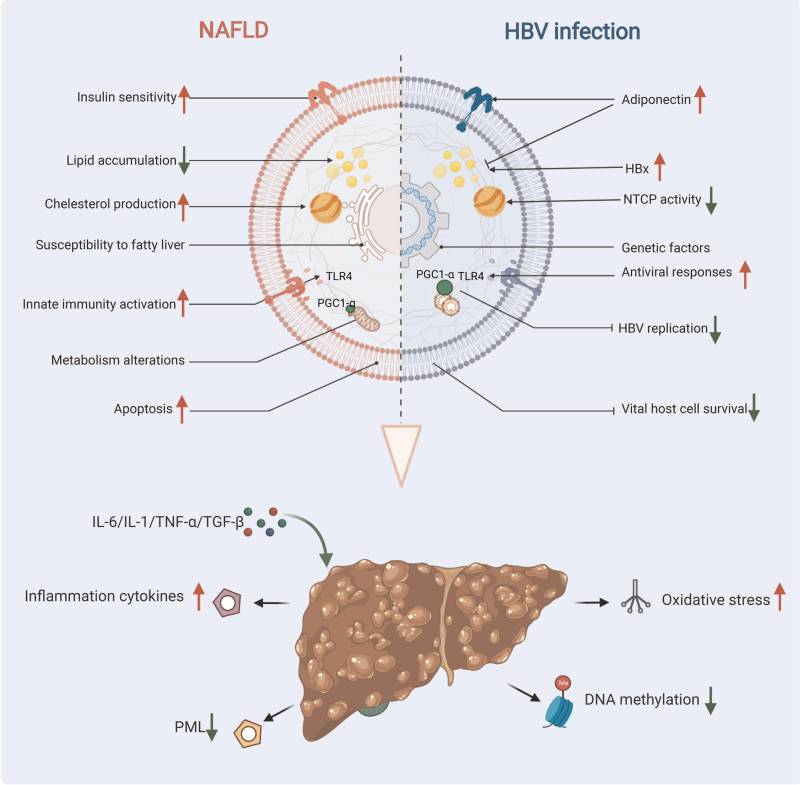 NAFLD
HBV infection
Insulin sensitivity
Adiponectin
Lipid accumulation
HBx
Chelesterol production
NTCP activity
Susceptibility to fatty liver
Genetic factors
TLR4
PGC1-α TLR4
Antiviral responses
Innate immunity activation
PGC1-α
HBV replication
Metabolism alterations
Apoptosis
Vital host cell survival
IL-6/IL-1/TNF-α/TGF-β
Inflammation cytokines
Oxidative stress
Me
DNA methylation
PML